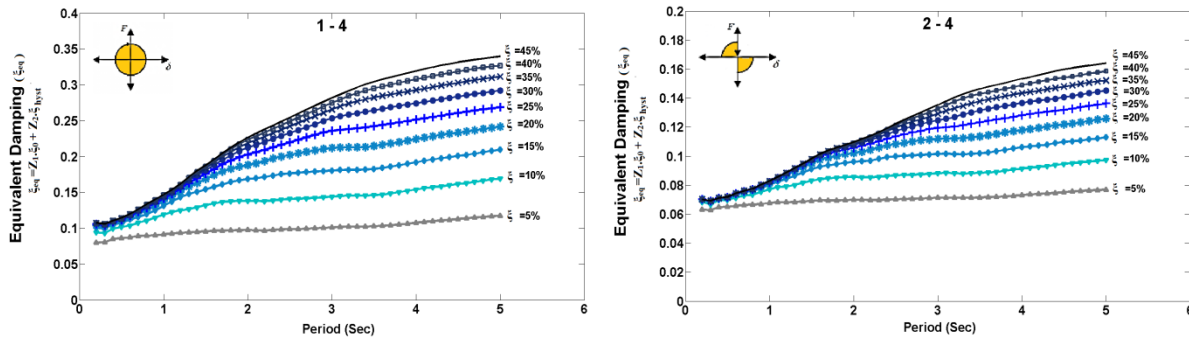 1 - 4
F
δ
Equivalent Damping (ξeq)
ξeq=Z1.ξ0 + Z2.ξhyst
0.4
0.35
0.3
0.25
0.2
0.15
0.1
0.05
0
ξ =45%
ξ =40%
ξ =35%
ξ =30%
ξ =25%
ξ =20%
ξ =15%
ξ =10%
ξ =5%
0 1 2 3 4 5 6
Period (Sec)
2 - 4
F
δ
Equivalent Damping (ξeq)
ξeq=Z1.ξ0 + Z2.ξhyst
0.2
0.18
0.16
0.14
0.12
0.1
0.08
0.06
0.04
0.02
0
ξ =45%
ξ =40%
ξ =35%
ξ =30%
ξ =25%
ξ =20%
ξ =15%
ξ =10%
ξ =5%
0 1 2 3 4 5 6
Period (Sec)